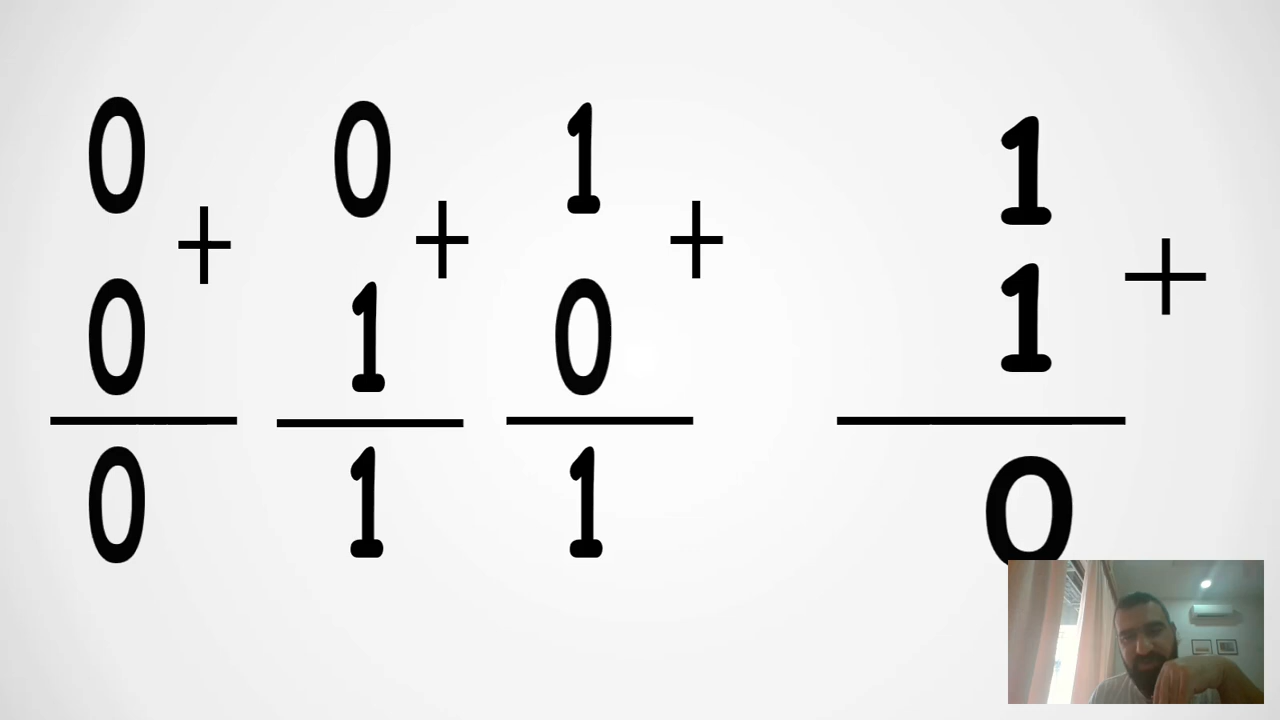 0 0 1 1
+ + + +
0 1 0 1
0 1 1 0